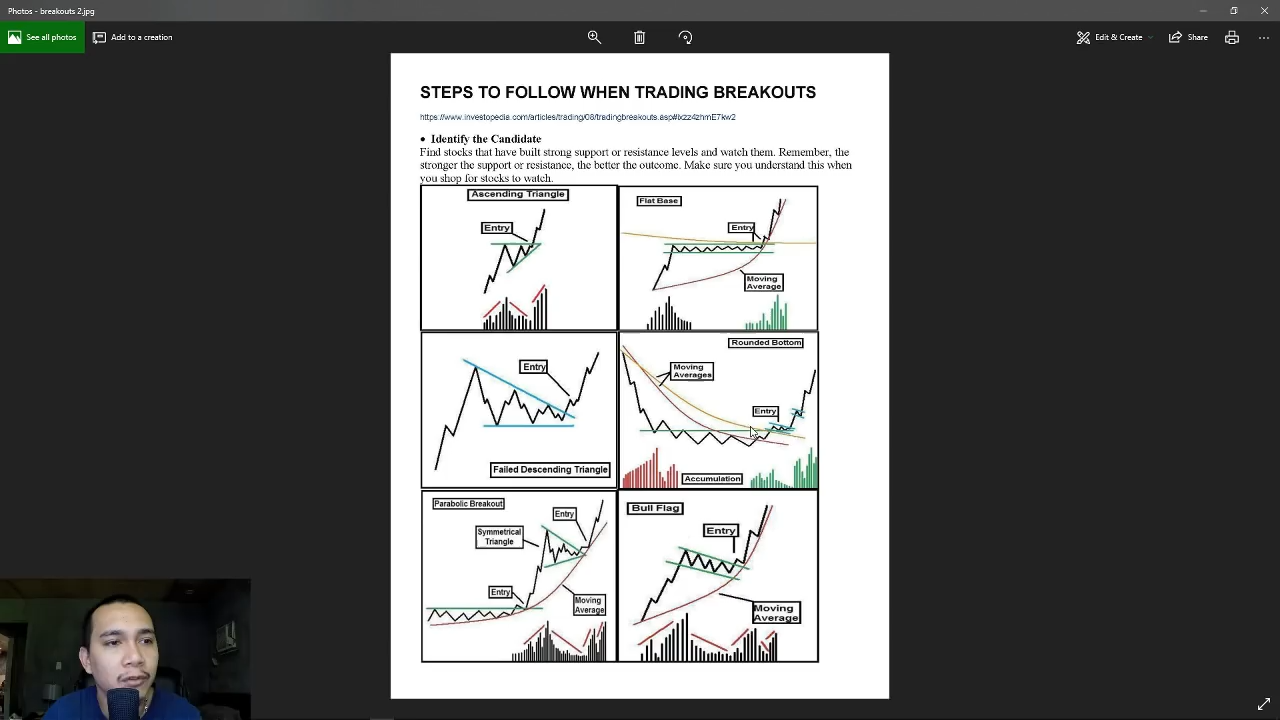 Photos - breakouts 2.jpg
See all photos
Add to a creation
Edit & Create
Share
STEPS TO FOLLOW WHEN TRADING BREAKOUTS
• Identify the Candidate
Find stocks that have built strong support or resistance levels and watch them. Remember, the
stronger the support or resistance, the better the outcome. Make sure you understand this when
you shop for stocks to watch.
Ascending Triangle
Entry
Flat Base
Entry
Moving
Average
Entry
Failed Descending Triangle
Rounded Bottom
Moving
Averages
Entry
Accumulation
Parabolic Breakout
Entry
Symmetrical
Triangle
Entry
Moving
Average
Bull Flag
Entry
Moving
Average